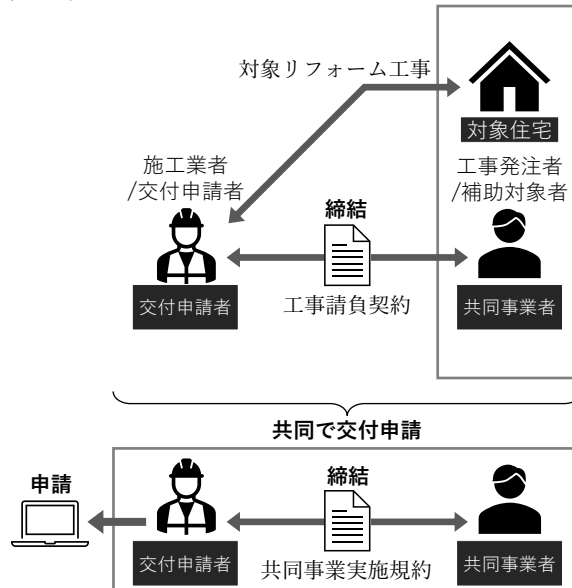 対象リフォーム工事
対象住宅
施工業者
/交付申請者
工事発注者
/補助対象者
締結
交付申請者
工事請負契約
共同事業者
共同で交付申請
申請
締結
交付申請者
共同事業実施規約
共同事業者